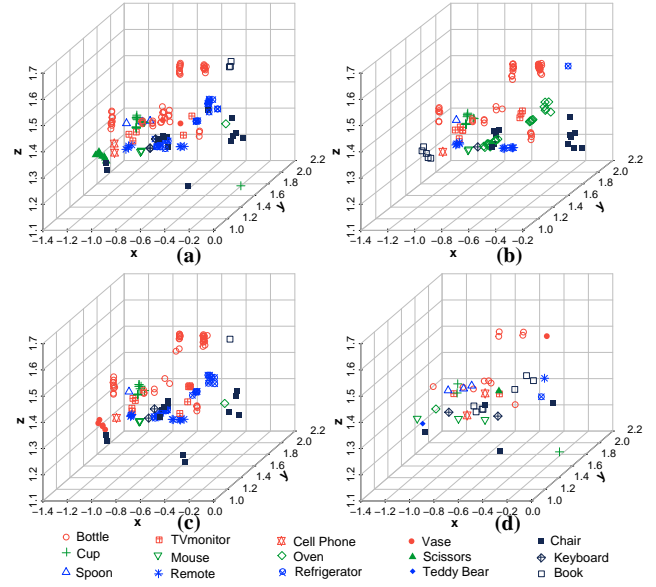 1.7
1.6
1.5
1.4
1.3
1.2
1.1
z
−1.4 −1.2 −1.0 −0.8 −0.6 −0.4 −0.2 0.0
x
1.0
1.2
1.4
1.6
1.8
2.0
2.2
y
(a)
1.7
1.6
1.5
1.4
1.3
1.2
1.1
z
−1.4 −1.2 −1.0 −0.8 −0.6 −0.4 −0.2 0.0
x
1.0
1.2
1.4
1.6
1.8
2.0
2.2
y
(b)
1.7
1.6
1.5
1.4
1.3
1.2
1.1
z
−1.4 −1.2 −1.0 −0.8 −0.6 −0.4 −0.2 0.0
x
1.0
1.2
1.4
1.6
1.8
2.0
2.2
y
(c)
1.7
1.6
1.5
1.4
1.3
1.2
1.1
z
−1.4 −1.2 −1.0 −0.8 −0.6 −0.4 −0.2 0.0
x
1.0
1.2
1.4
1.6
1.8
2.0
2.2
y
(d)
Bottle TVmonitor Cell Phone Vase Chair
Cup Mouse Oven Scissors Keyboard
Spoon Remote Refrigerator Teddy Bear Book